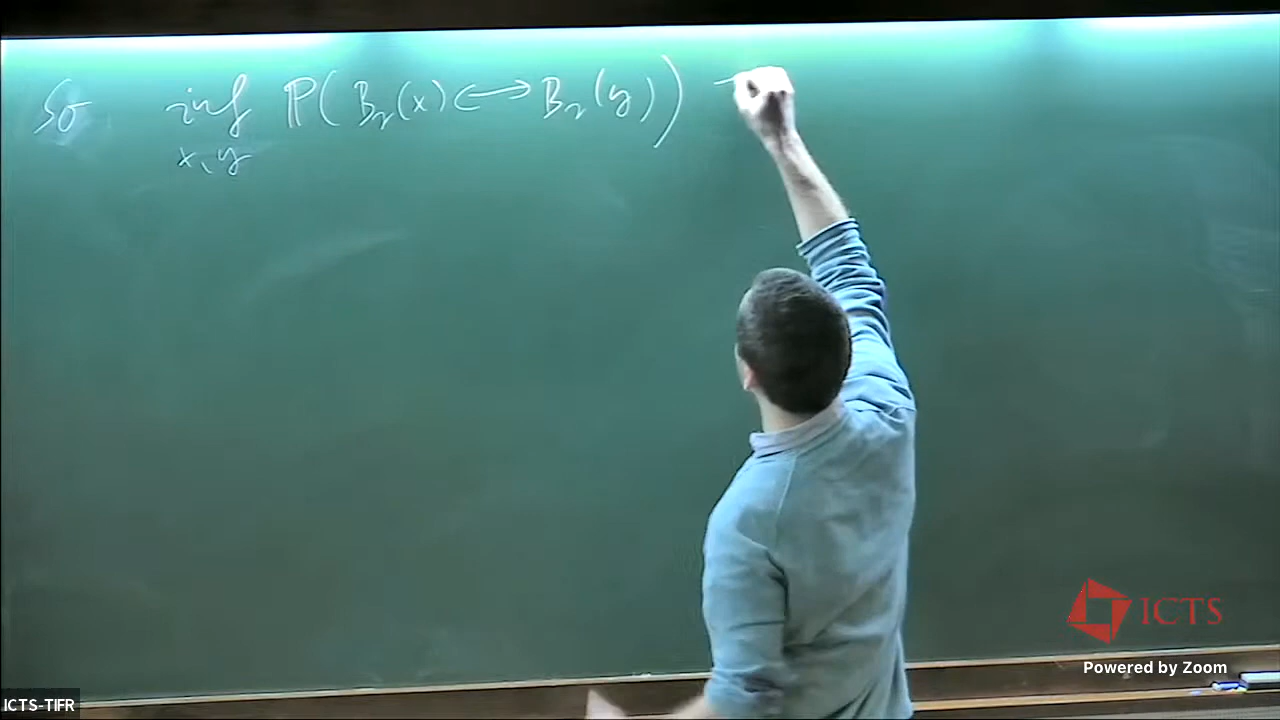 So inf ℙ( B_r(x) ⟷ B_r(y) )
x, y
ICTS
Powered by Zoom
ICTS-TIFR